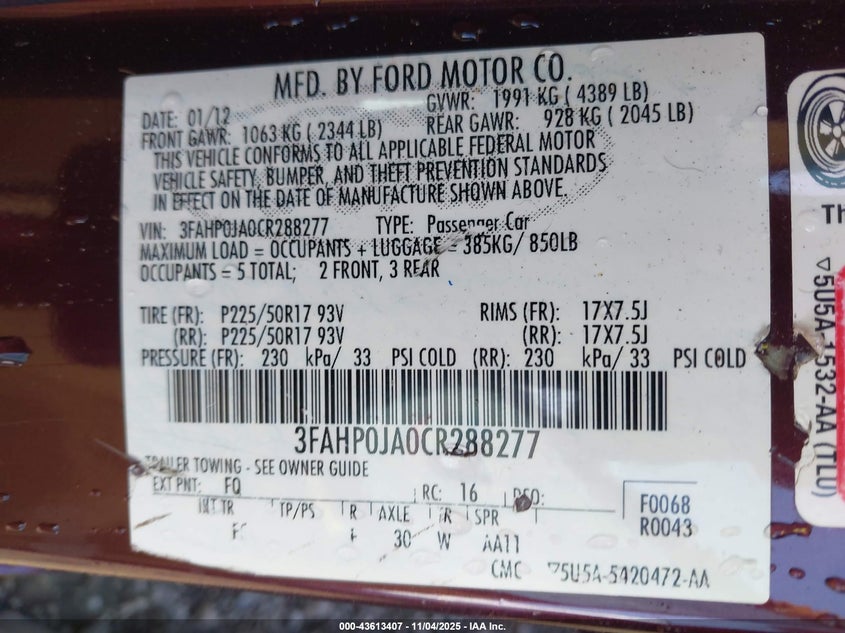 MFD. BY FORD MOTOR CO.
DATE: 01/12 GVWR: 1991 KG ( 4389 LB)
FRONT GAWR: 1063 KG ( 2344 LB) REAR GAWR: 928 KG ( 2045 LB)
THIS VEHICLE CONFORMS TO ALL APPLICABLE FEDERAL MOTOR
VEHICLE SAFETY, BUMPER, AND THEFT PREVENTION STANDARDS
IN EFFECT ON THE DATE OF MANUFACTURE SHOWN ABOVE.
VIN: 3FAHP0JA0CR288277 TYPE: Passenger Car
MAXIMUM LOAD = OCCUPANTS + LUGGAGE = 385KG/ 850LB
OCCUPANTS = 5 TOTAL; 2 FRONT, 3 REAR
TIRE (FR): P225/50R17 93V RIMS (FR): 17X7.5J
(RR): P225/50R17 93V (RR): 17X7.5J
PRESSURE (FR): 230 kPa/ 33 PSI COLD (RR): 230 kPa/ 33 PSI COLD
3FAHP0JA0CR288277
TRAILER TOWING - SEE OWNER GUIDE
EXT PNT: FQ RC: 16 DSO:
INT TR TP/PS R AXLE TR SPR
30 W AA11
F0068
R0043
CMC ▽5U5A-5420472-AA
Th
▽5U5A-1532-AA (TLU)
000-43613407 - 11/04/2025 - IAA Inc.